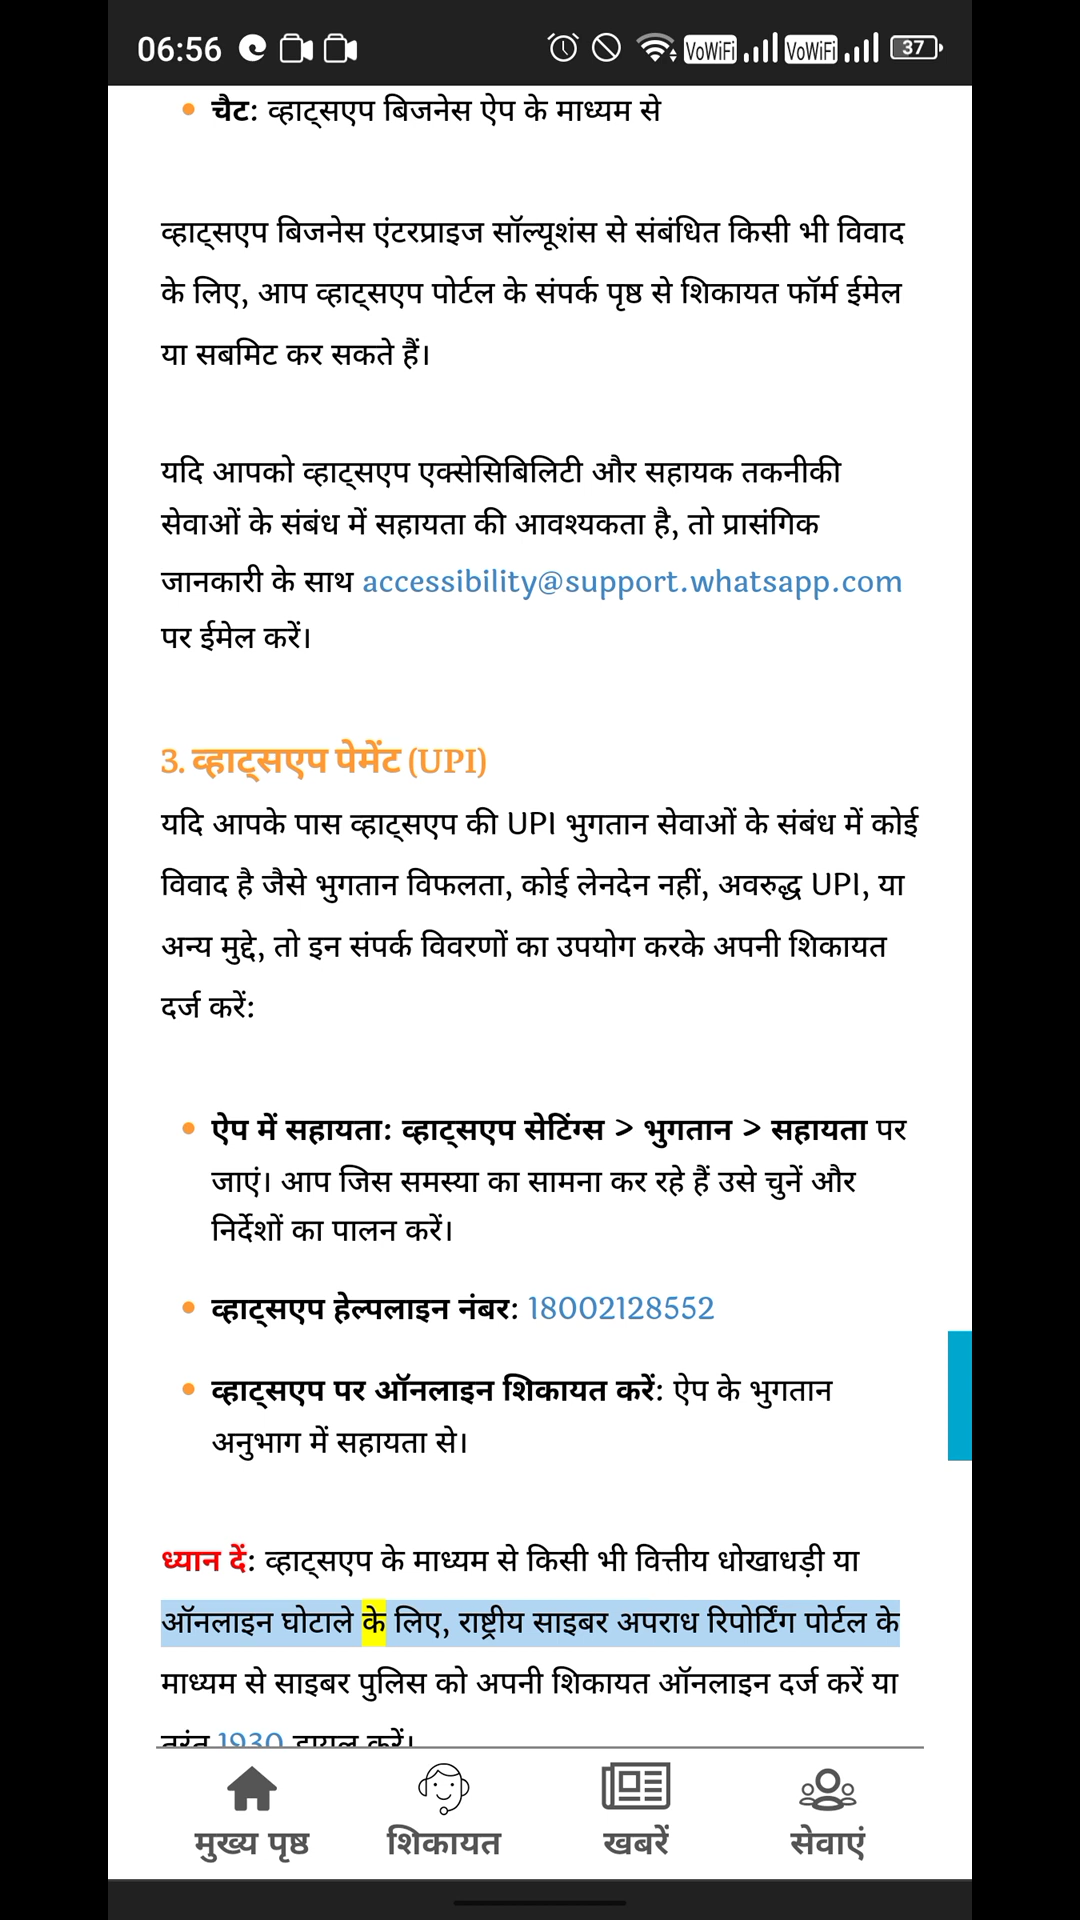 06:56
VoWiFi VoWiFi 37
चैट: व्हाट्सएप बिजनेस ऐप के माध्यम से
व्हाट्सएप बिजनेस एंटरप्राइज सॉल्यूशंस से संबंधित किसी भी विवाद
के लिए, आप व्हाट्सएप पोर्टल के संपर्क पृष्ठ से शिकायत फॉर्म ईमेल
या सबमिट कर सकते हैं।
यदि आपको व्हाट्सएप एक्सेसिबिलिटी और सहायक तकनीकी
सेवाओं के संबंध में सहायता की आवश्यकता है, तो प्रासंगिक
जानकारी के साथ accessibility@support.whatsapp.com
पर ईमेल करें।
3. व्हाट्सएप पेमेंट (UPI)
यदि आपके पास व्हाट्सएप की UPI भुगतान सेवाओं के संबंध में कोई
विवाद है जैसे भुगतान विफलता, कोई लेनदेन नहीं, अवरुद्ध UPI, या
अन्य मुद्दे, तो इन संपर्क विवरणों का उपयोग करके अपनी शिकायत
दर्ज करें:
ऐप में सहायता: व्हाट्सएप सेटिंग्स > भुगतान > सहायता पर
जाएं। आप जिस समस्या का सामना कर रहे हैं उसे चुनें और
निर्देशों का पालन करें।
व्हाट्सएप हेल्पलाइन नंबर: 18002128552
व्हाट्सएप पर ऑनलाइन शिकायत करें: ऐप के भुगतान
अनुभाग में सहायता से।
ध्यान दें: व्हाट्सएप के माध्यम से किसी भी वित्तीय धोखाधड़ी या
ऑनलाइन घोटाले के लिए, राष्ट्रीय साइबर अपराध रिपोर्टिंग पोर्टल के
माध्यम से साइबर पुलिस को अपनी शिकायत ऑनलाइन दर्ज करें या
तुरंत 1930 डायल करें।
मुख्य पृष्ठ शिकायत खबरें सेवाएं